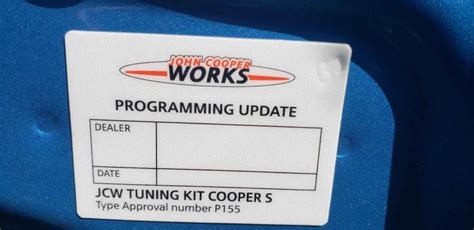 JOHN COOPER
WORKS
PROGRAMMING UPDATE
DEALER
DATE
JCW TUNING KIT COOPER S
Type Approval number P155